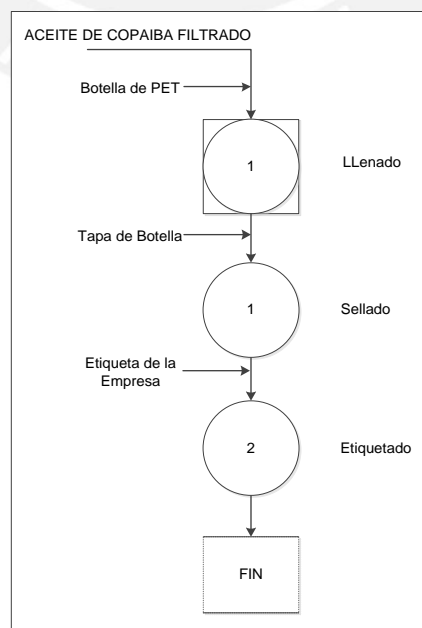 ACEITE DE COPAIBA FILTRADO
Botella de PET
1
LLenado
Tapa de Botella
1
Sellado
Etiqueta de la
Empresa
2
Etiquetado
FIN